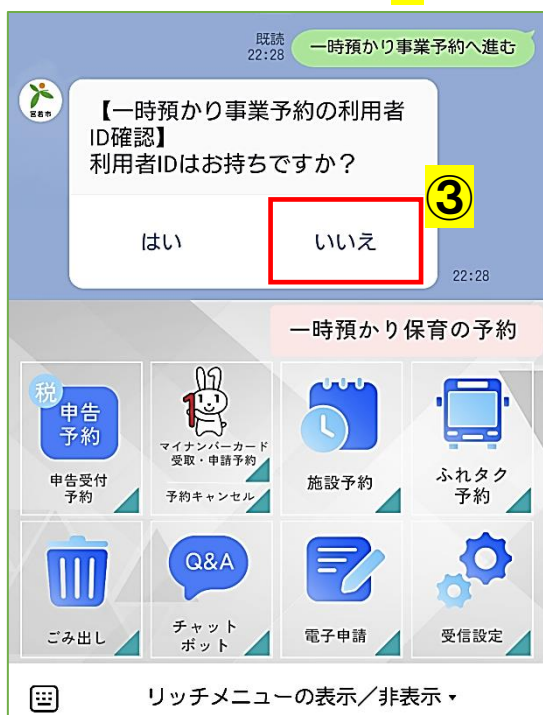 既読
22:28
一時預かり事業予約へ進む
宮若市
【一時預かり事業予約の利用者
ID確認】
利用者IDはお持ちですか？
③
はい
いいえ
22:28
一時預かり保育の予約
税
申告
予約
申告受付
予約
マイナンバーカード
受取・申請予約
予約キャンセル
施設予約
ふれタク
予約
ごみ出し
Q&A
チャット
ボット
電子申請
受信設定
リッチメニューの表示／非表示▾